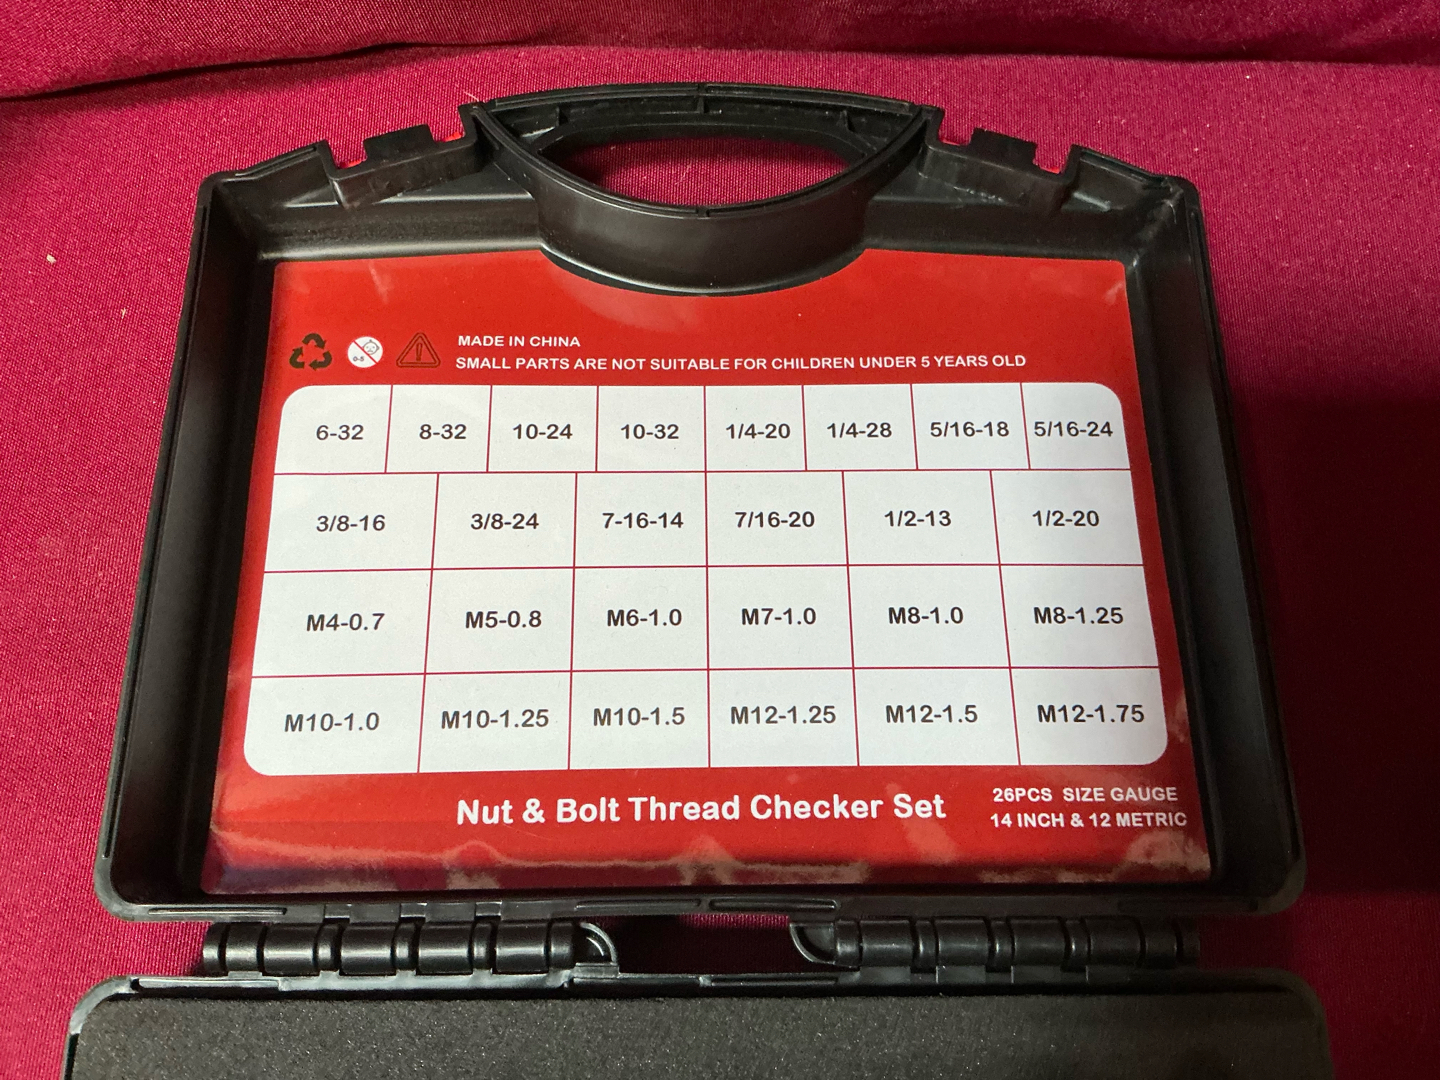 MADE IN CHINA
0-5
SMALL PARTS ARE NOT SUITABLE FOR CHILDREN UNDER 5 YEARS OLD
6-32 8-32 10-24 10-32 1/4-20 1/4-28 5/16-18 5/16-24
3/8-16 3/8-24 7-16-14 7/16-20 1/2-13 1/2-20
M4-0.7 M5-0.8 M6-1.0 M7-1.0 M8-1.0 M8-1.25
M10-1.0 M10-1.25 M10-1.5 M12-1.25 M12-1.5 M12-1.75
Nut & Bolt Thread Checker Set
26PCS SIZE GAUGE
14 INCH & 12 METRIC